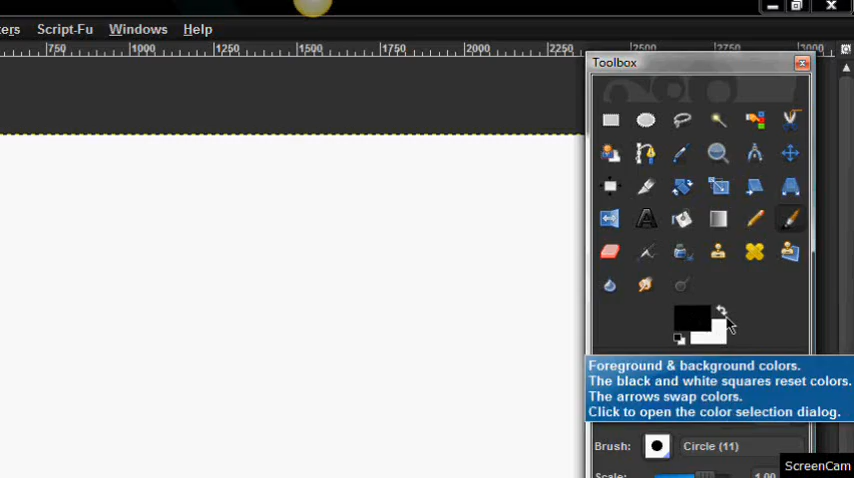 ers Script-Fu Windows Help
750 1000 1250 1500 1750 2000 2250 2500 2750 3000
Toolbox
Foreground & background colors.
The black and white squares reset colors.
The arrows swap colors.
Click to open the color selection dialog.
Brush: Circle (11)
ScreenCam
Scale: 1.00